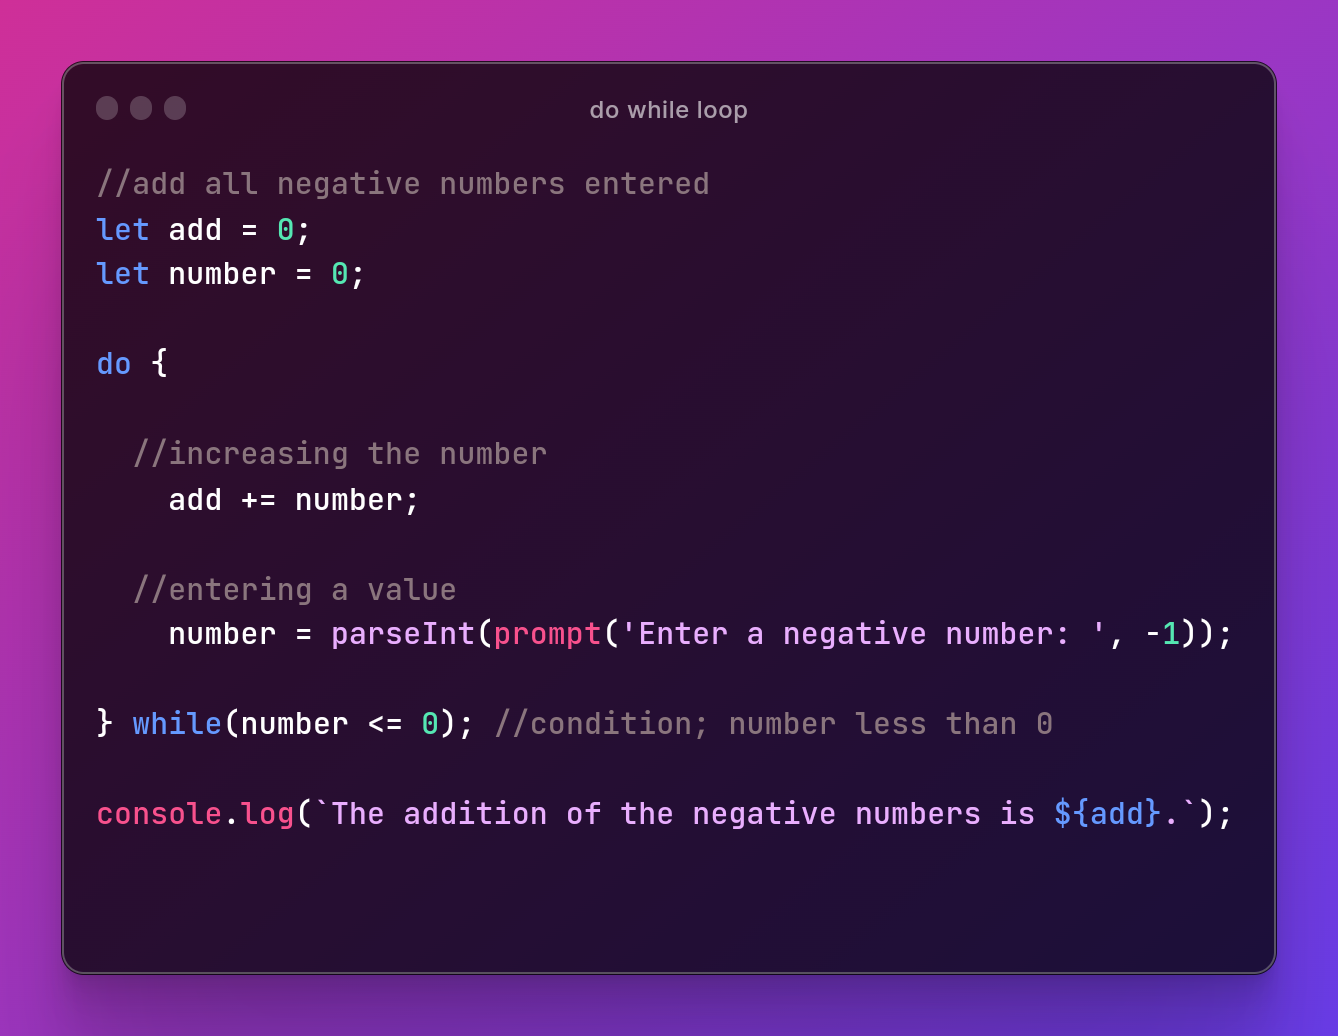 do while loop
//add all negative numbers entered
let add = 0;
let number = 0;
do {
//increasing the number
add += number;
//entering a value
number = parseInt(prompt('Enter a negative number: ', -1));
} while(number <= 0); //condition; number less than 0
console.log(`The addition of the negative numbers is ${add}.`);